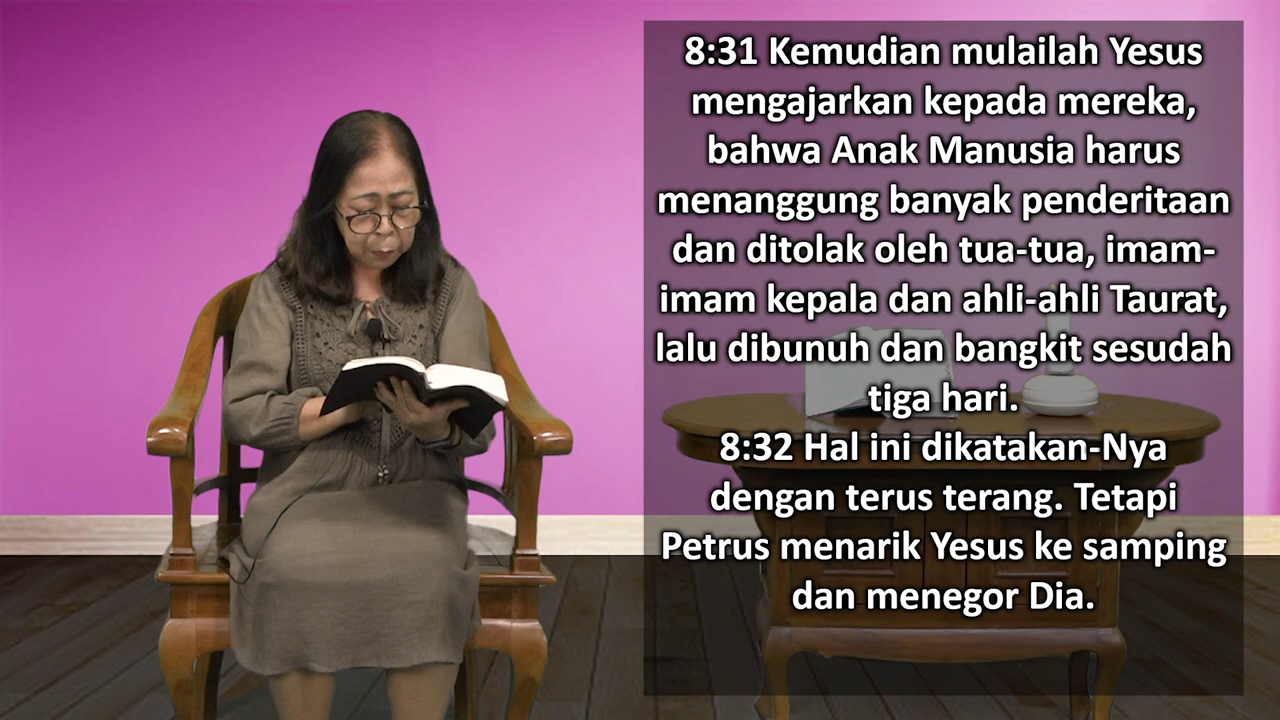 8:31 Kemudian mulailah Yesus
mengajarkan kepada mereka,
bahwa Anak Manusia harus
menanggung banyak penderitaan
dan ditolak oleh tua-tua, imam-
imam kepala dan ahli-ahli Taurat,
lalu dibunuh dan bangkit sesudah
tiga hari.
8:32 Hal ini dikatakan-Nya
dengan terus terang. Tetapi
Petrus menarik Yesus ke samping
dan menegor Dia.